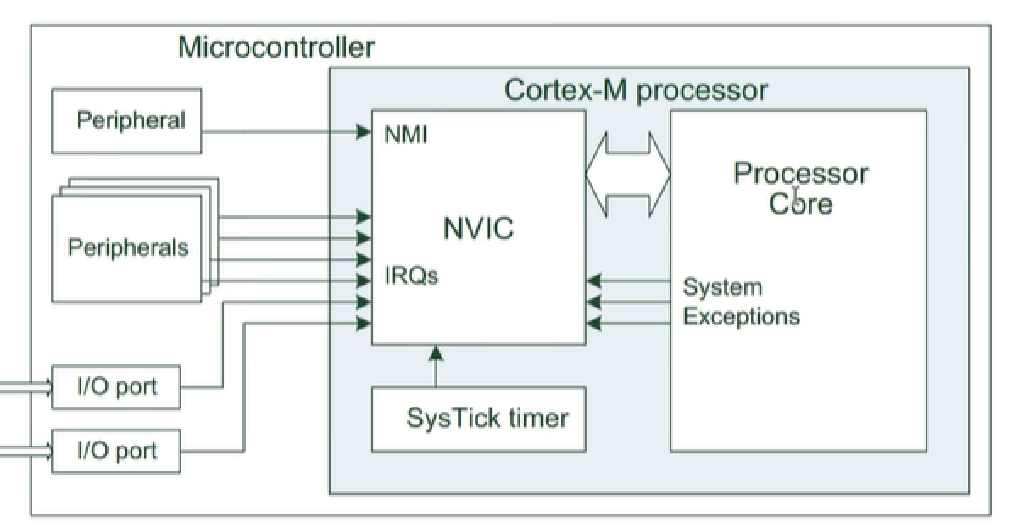 Microcontroller
Cortex-M processor
Peripheral
NMI
Processor
Core
NVIC
Peripherals
IRQs
System
Exceptions
I/O port
SysTick timer
I/O port